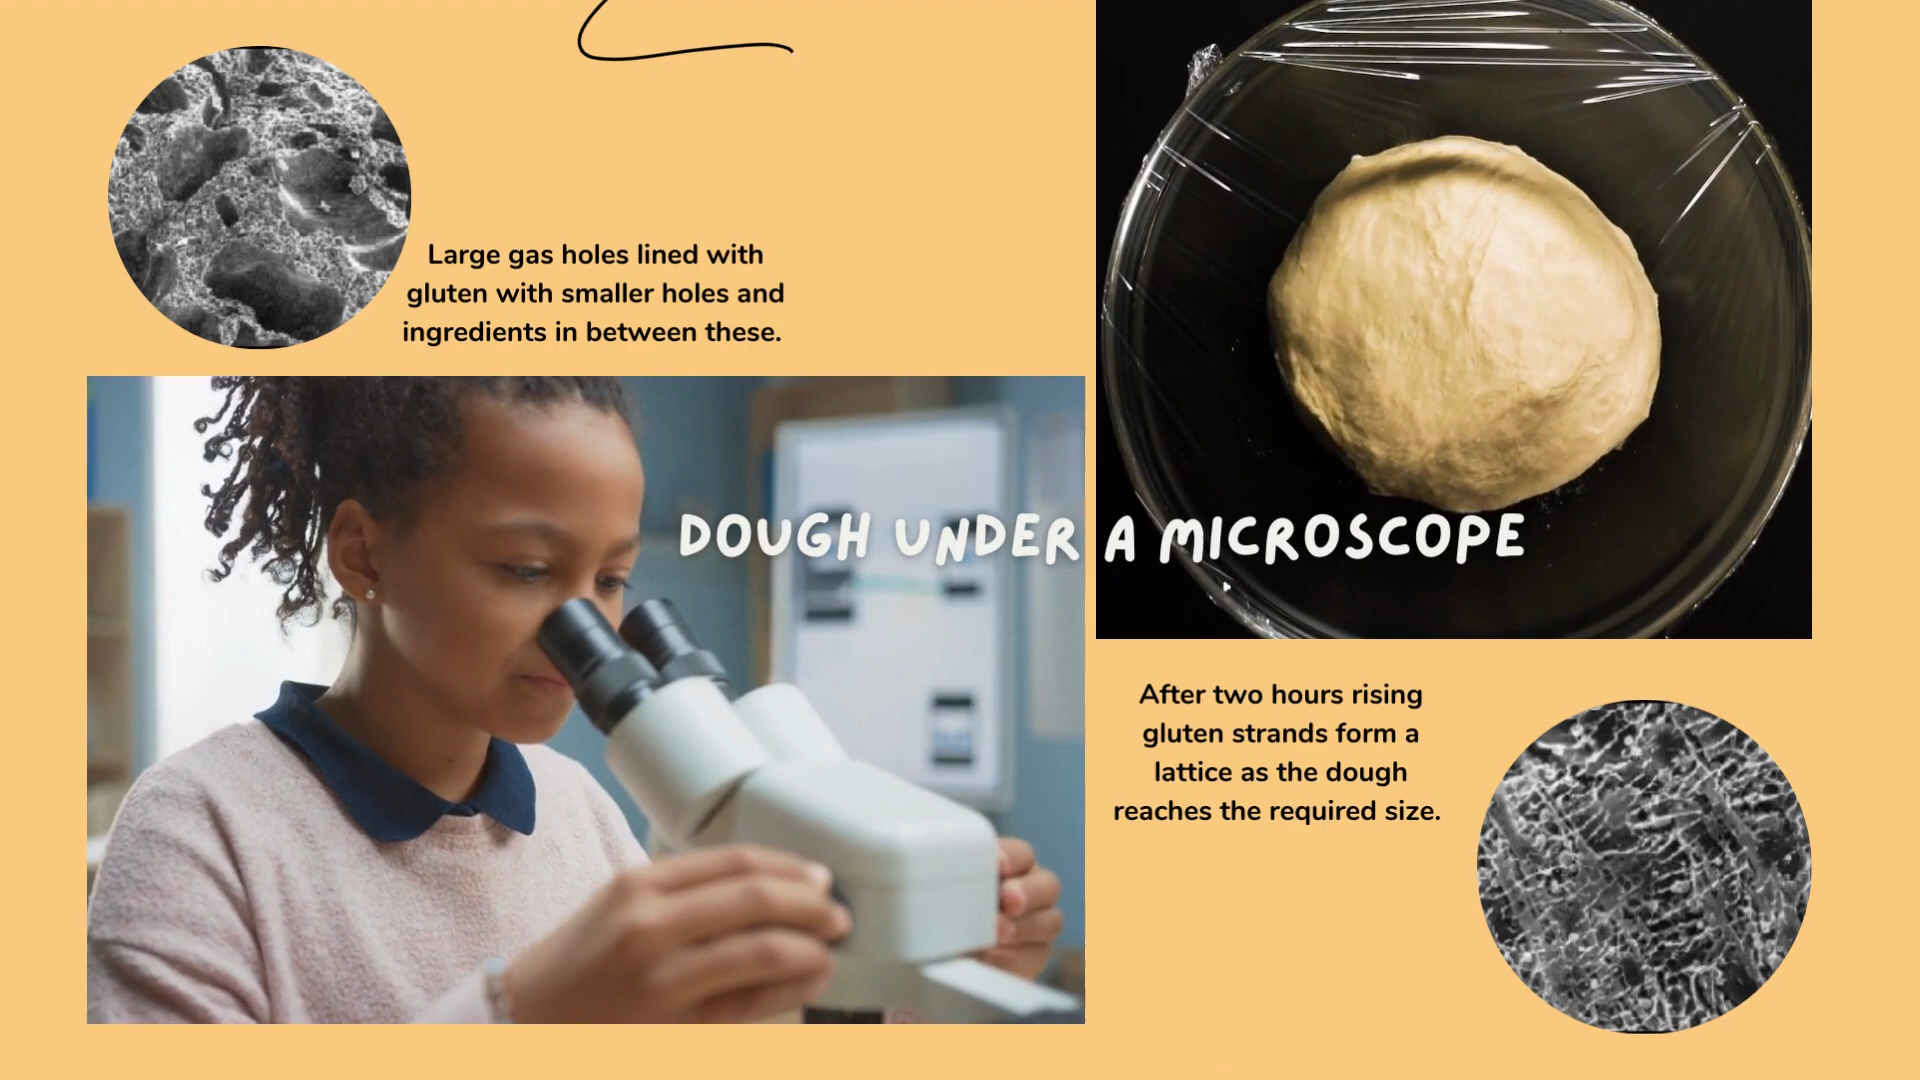 Large gas holes lined with
gluten with smaller holes and
ingredients in between these.
DOUGH UNDER A MICROSCOPE
After two hours rising
gluten strands form a
lattice as the dough
reaches the required size.